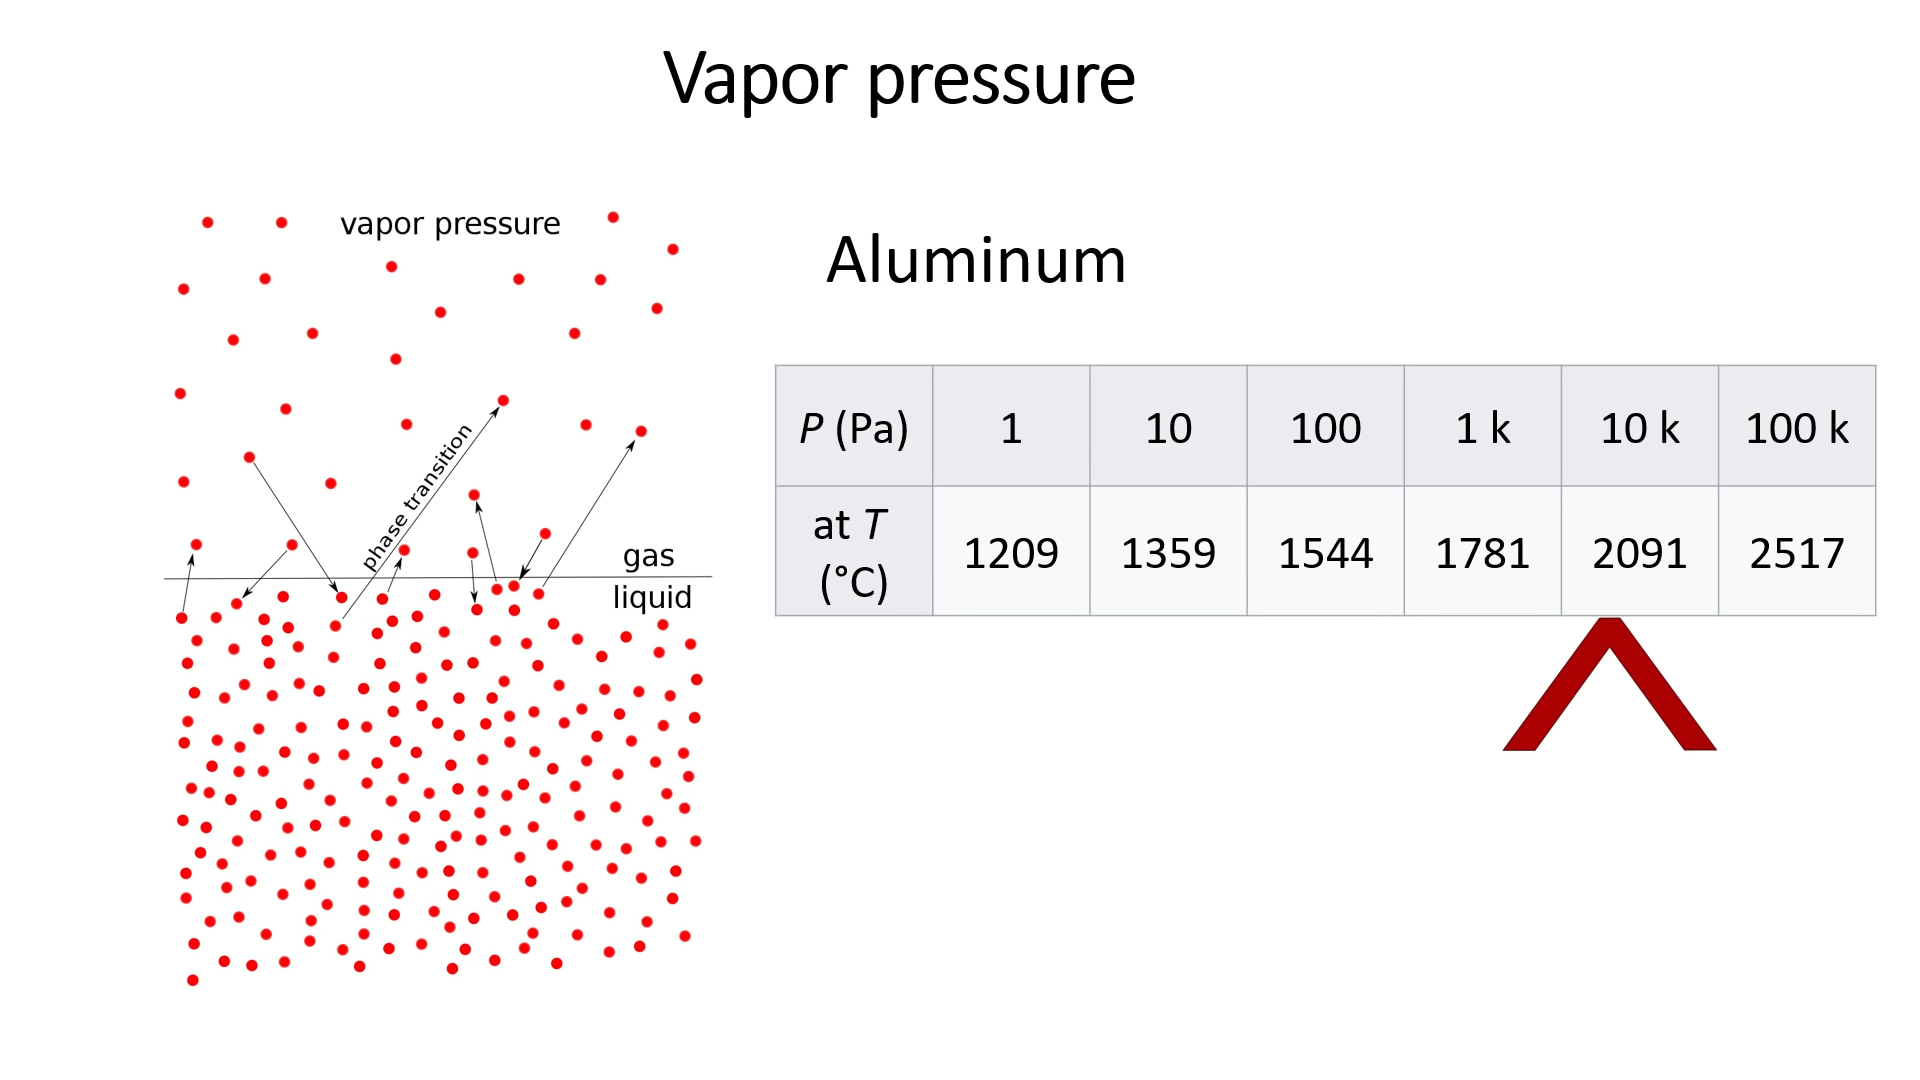 Vapor pressure
vapor pressure
phase transition
gas
liquid
Aluminum
P (Pa) 1 10 100 1 k 10 k 100 k
at T (°C) 1209 1359 1544 1781 2091 2517